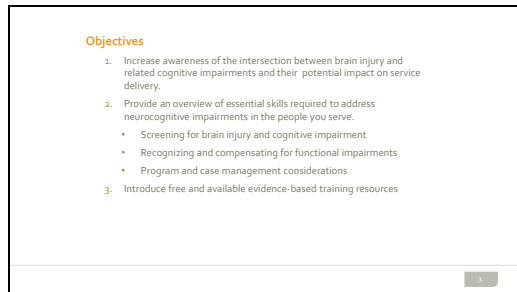 Objectives
1. Increase awareness of the intersection between brain injury and
related cognitive impairments and their potential impact on service
delivery.
2. Provide an overview of essential skills required to address
neurocognitive impairments in the people you serve.
• Screening for brain injury and cognitive impairment
• Recognizing and compensating for functional impairments
• Program and case management considerations
3. Introduce free and available evidence-based training resources
3